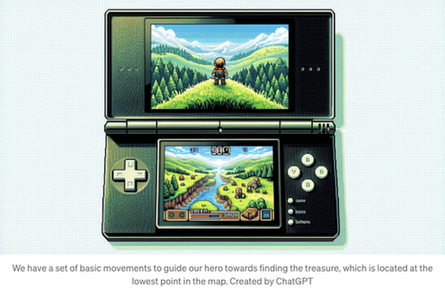 We have a set of basic movements to guide our hero towards finding the treasure, which is located at the
lowest point in the map. Created by ChatGPT